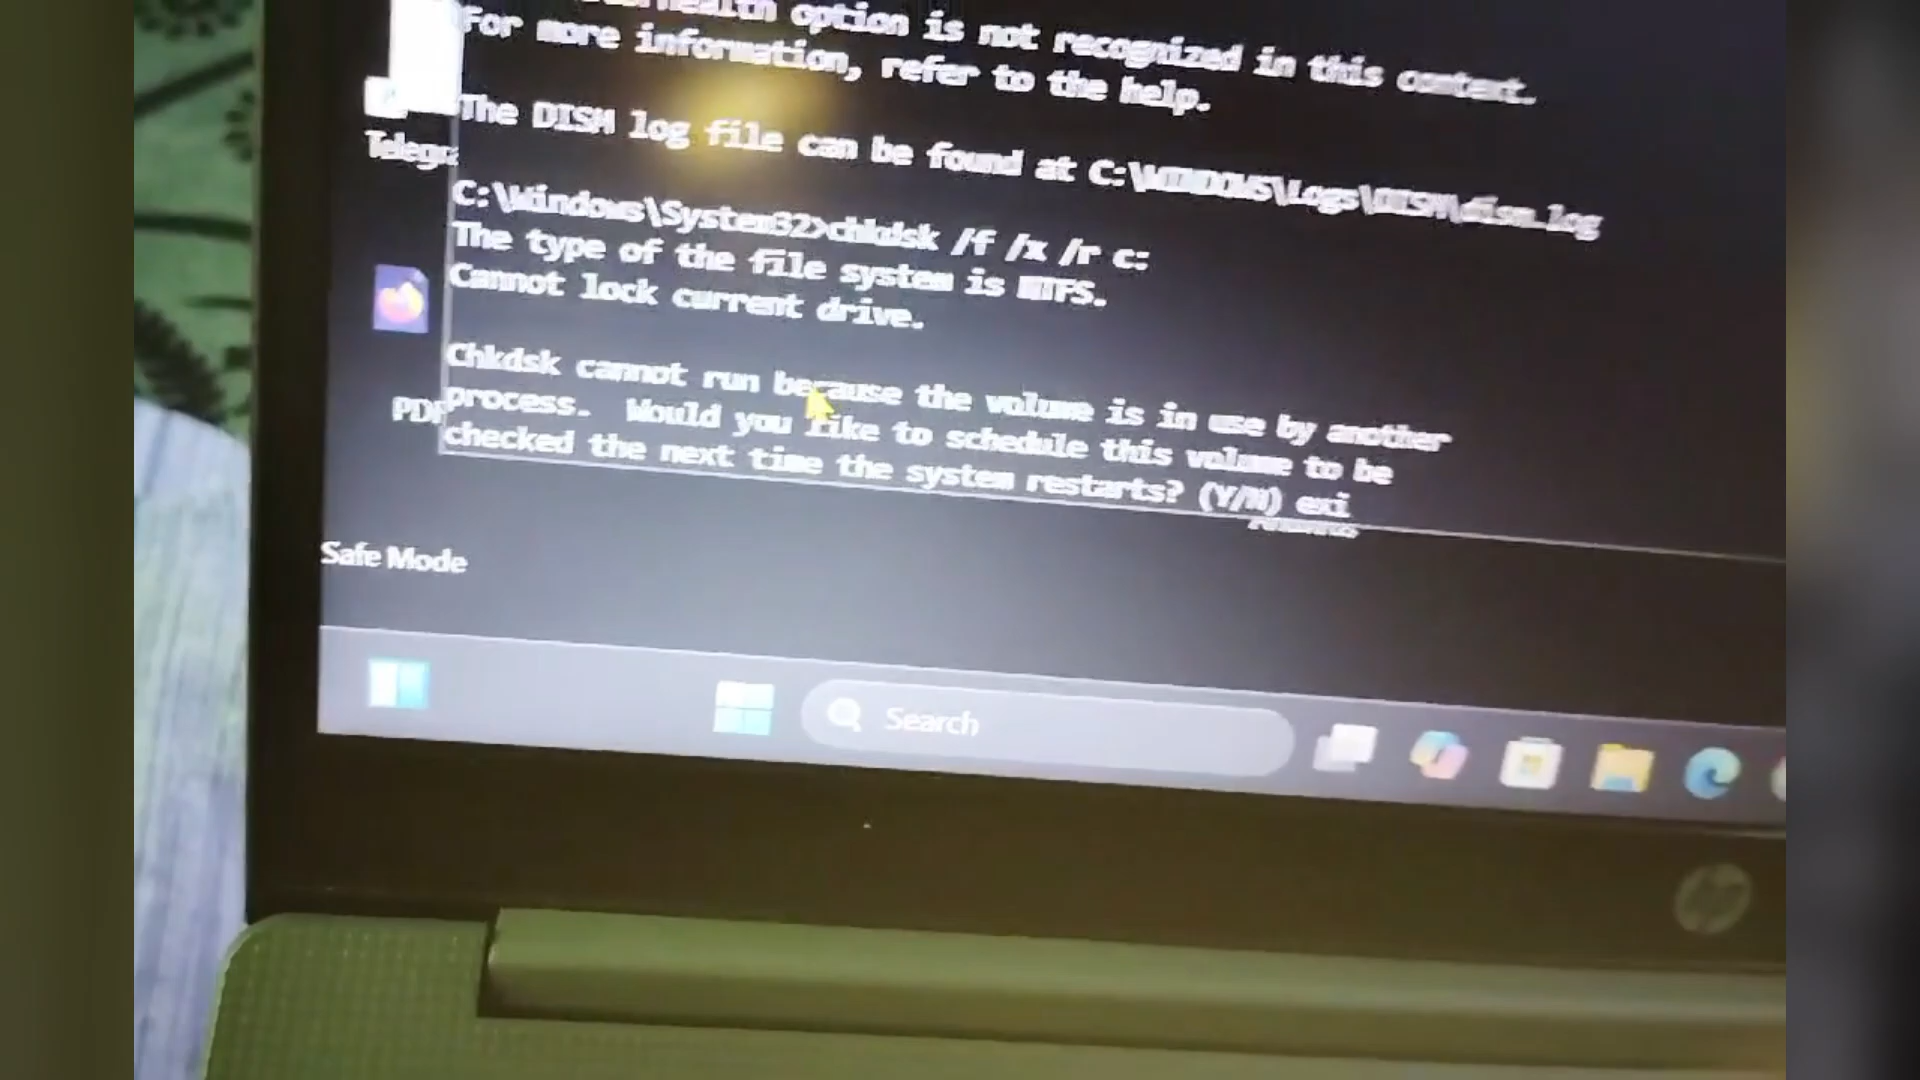 option is not recognized in this context.
For more information, refer to the help.
The DISM log file can be found at C:\WINDOWS\Logs\DISM\dism.log
Telegr
C:\Windows\System32>chkdsk /f /x /r c:
The type of the file system is NTFS.
Cannot lock current drive.
Chkdsk cannot run because the volume is in use by another
process. Would you like to schedule this volume to be
checked the next time the system restarts? (Y/N) exi
PDF
Safe Mode
Search
hp